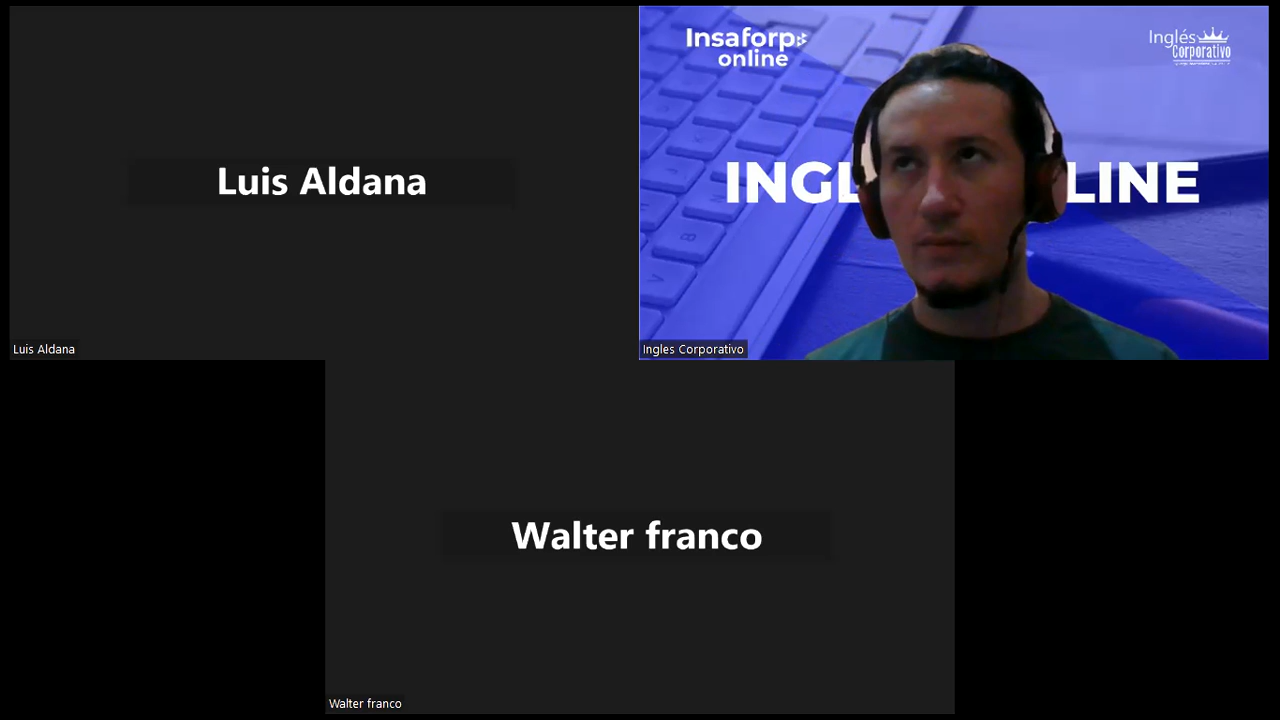 Luis Aldana
Luis Aldana
Insaforp
online
Inglés
Corporativo
INGL LINE
Ingles Corporativo
Walter franco
Walter franco